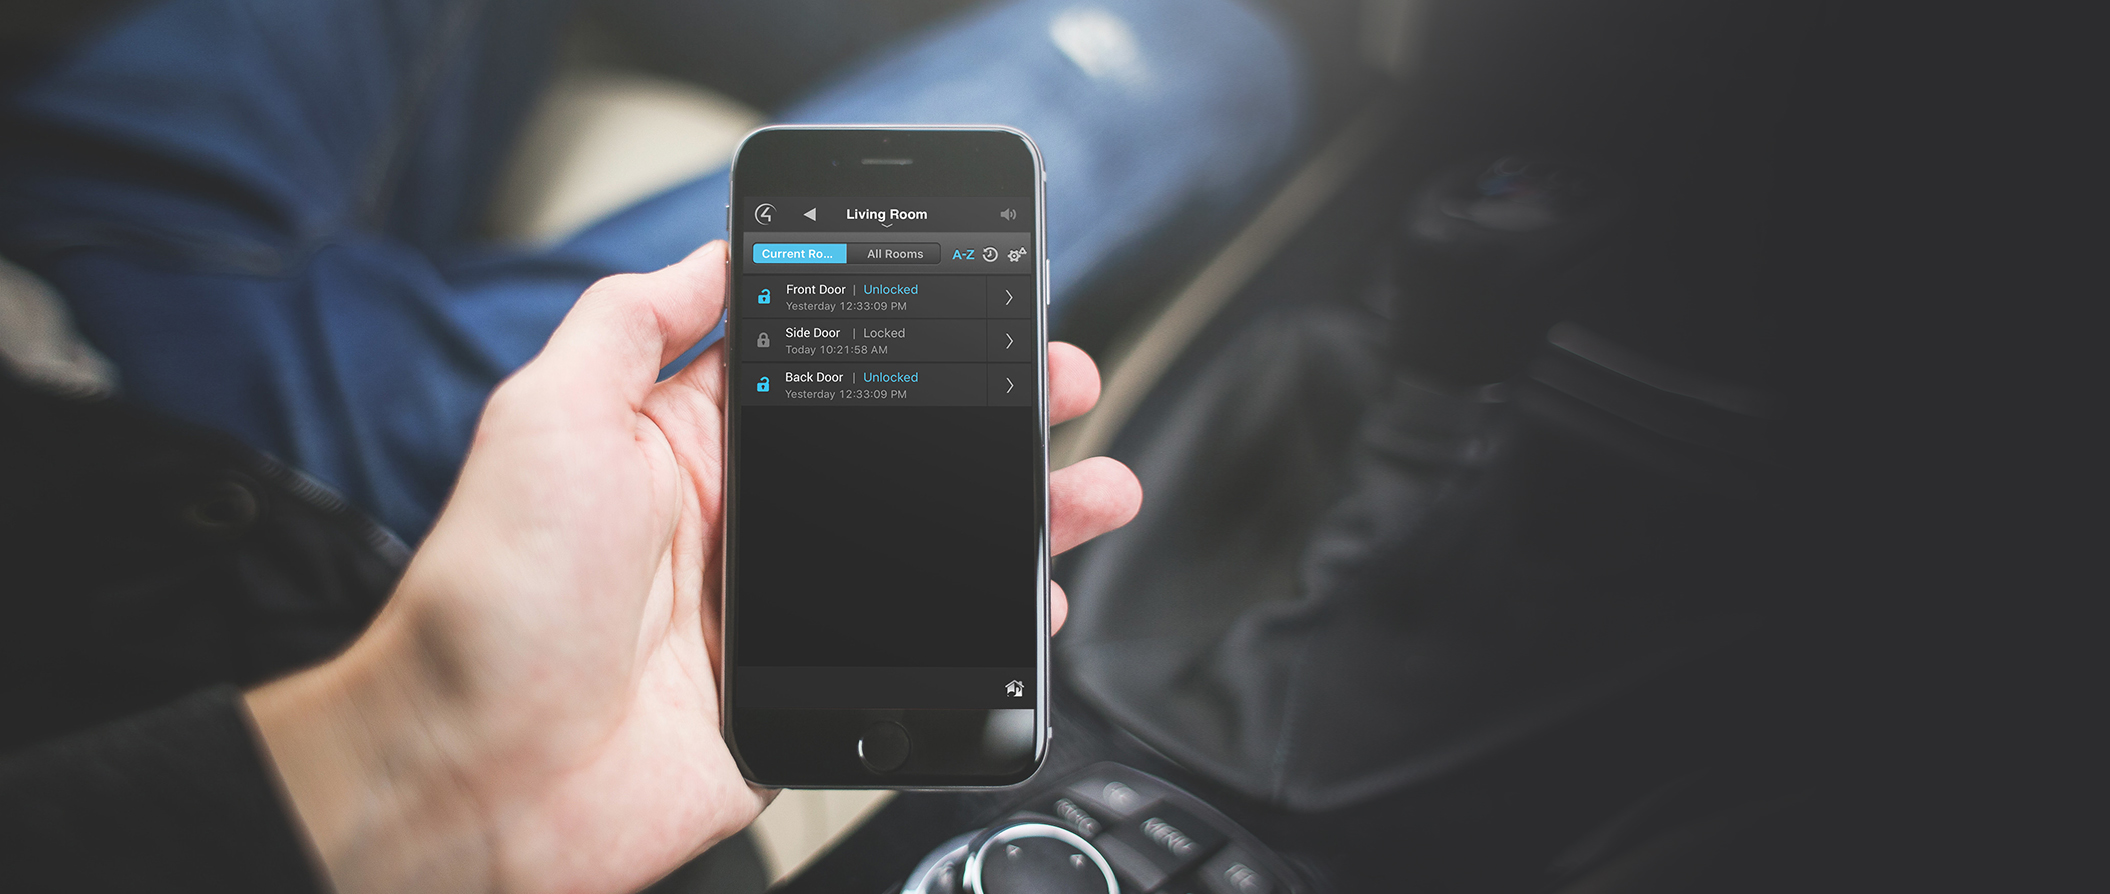 Living Room
Current Ro... All Rooms A-Z
Front Door | Unlocked
Yesterday 12:33:09 PM
Side Door | Locked
Today 10:21:58 AM
Back Door | Unlocked
Yesterday 12:33:09 PM
MENU